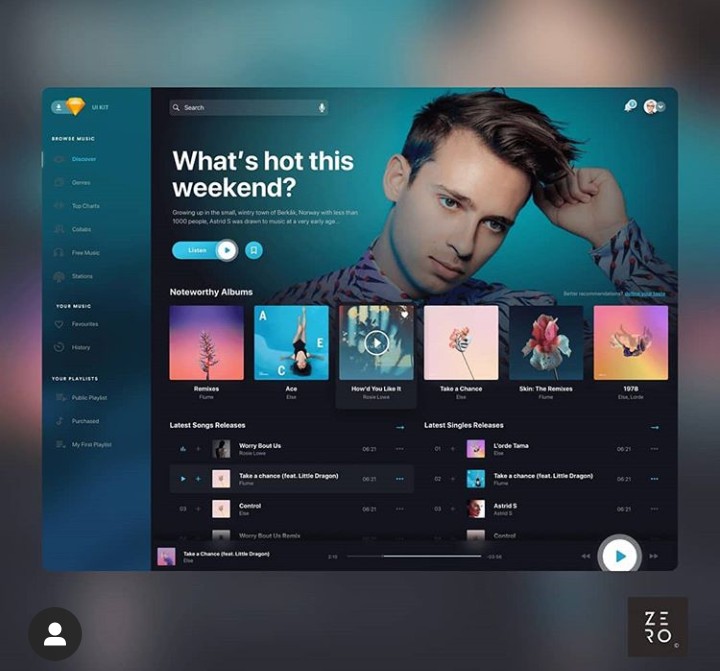 UI KIT
BROWSE MUSIC
Discover
Genres
Top Charts
Collabs
Free Music
Stations
YOUR MUSIC
Favourites
History
YOUR PLAYLISTS
Public Playlist
Purchased
My First Playlist
Search
What's hot this
weekend?
Growing up in the small, wintry town of Berkåk, Norway with less than
1000 people, Astrid S was drawn to music at a very early age...
Listen
Noteworthy Albums
Better recommendations?
A
C
E
Remixes
Flume
Ace
Else
How'd You Like It
Rosie Lowe
Take a Chance
Else
Skin: The Remixes
Flume
1978
Else, Lorde
Latest Songs Releases
Worry Bout Us
Rosie Lowe
06:21
Take a chance (feat. Little Dragon)
Flume
06:21
03
Control
Else
06:21
Worry Bout Us Remix
Latest Singles Releases
01
L'orde Tama
Else
06:21
02
Take a chance (feat. Little Dragon)
Flume
06:21
03
Astrid S
Astrid S
06:21
Control
Take a Chance (feat. Little Dragon)
Else
ZE
RO